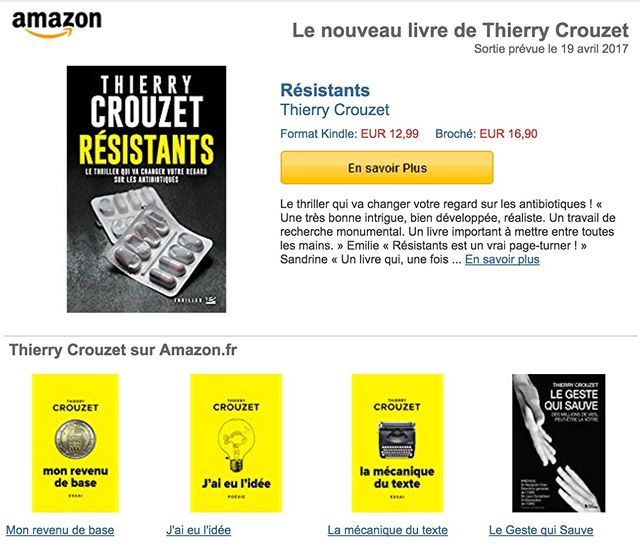 amazon
Le nouveau livre de Thierry Crouzet
Sortie prévue le 19 avril 2017
THIERRY
CROUZET
RÉSISTANTS
LE THRILLER QUI VA CHANGER VOTRE REGARD
SUR LES ANTIBIOTIQUES
THRILLER
Résistants
Thierry Crouzet
Format Kindle: EUR 12,99 Broché: EUR 16,90
En savoir Plus
Le thriller qui va changer votre regard sur les antibiotiques ! «
Une très bonne intrigue, bien développée, réaliste. Un travail de
recherche monumental. Un livre important à mettre entre toutes
les mains. » Emilie « Résistants est un vrai page-turner ! »
Sandrine « Un livre qui, une fois ... En savoir plus
Thierry Crouzet sur Amazon.fr
THIERRY
CROUZET
mon revenu
de base
ESSAI
Mon revenu de base
THIERRY
CROUZET
J'ai eu l'idée
POÉSIE
J'ai eu l'idée
THIERRY
CROUZET
la mécanique
du texte
ESSAI
La mécanique du texte
THIERRY CROUZET
LE GESTE
QUI SAUVE
DES MILLIONS DE VIES,
PEUT-ÊTRE LA VÔTRE
Le Geste qui Sauve